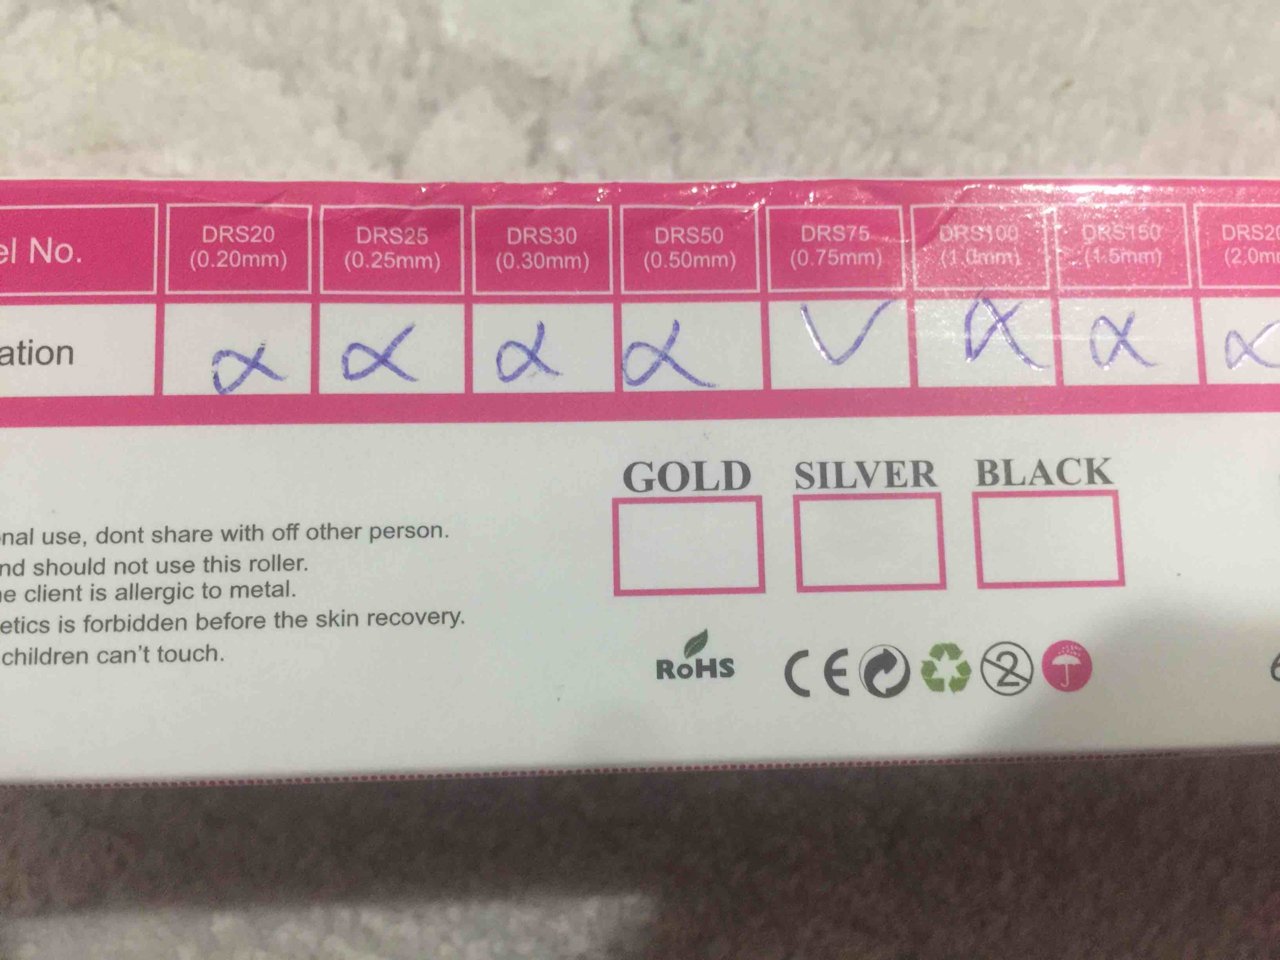 el No. DRS20 DRS25 DRS30 DRS50 DRS75 DRS100 DRS150
(0.20mm) (0.25mm) (0.30mm) (0.50mm) (0.75mm) (1.0mm) (1.5mm) (2.0m
ation
GOLD SILVER BLACK
nal use, dont share with off other person.
nd should not use this roller.
e client is allergic to metal.
etics is forbidden before the skin recovery.
children can't touch.
RoHS CE 2